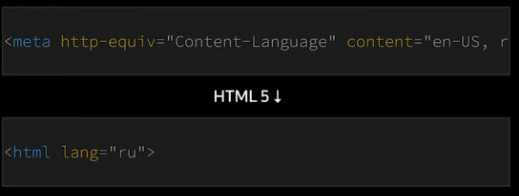 <meta http-equiv="Content-Language" content="en-US, r
HTML 5 ↓
<html lang="ru">